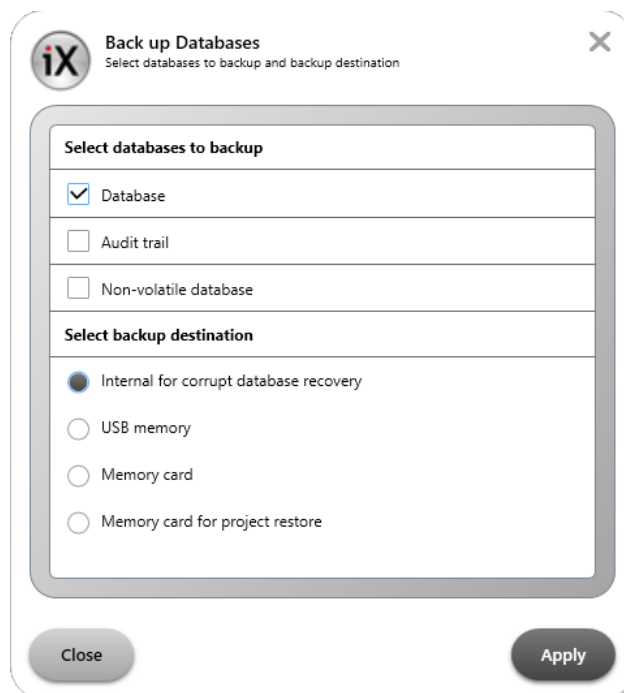 iX
Back up Databases
Select databases to backup and backup destination
Select databases to backup
Database
Audit trail
Non-volatile database
Select backup destination
Internal for corrupt database recovery
USB memory
Memory card
Memory card for project restore
Close
Apply